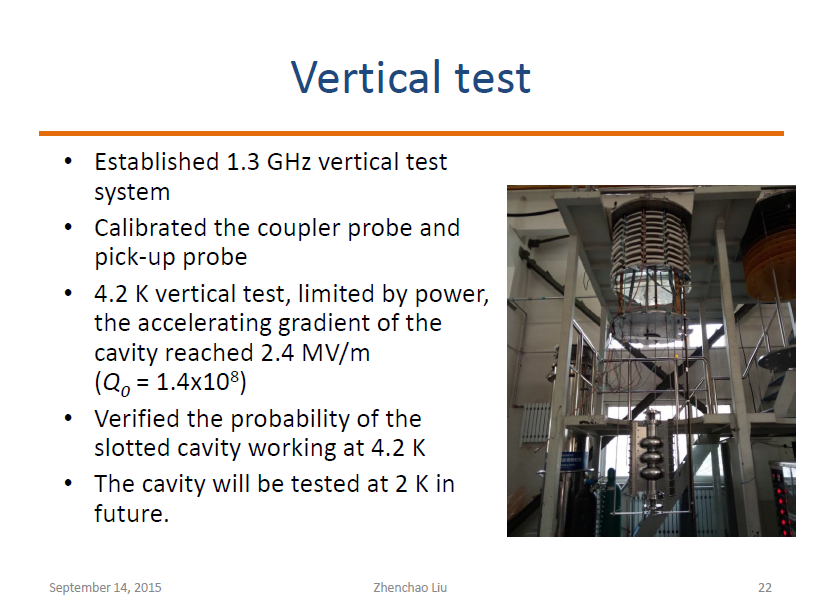 Vertical test
• Established 1.3 GHz vertical test
system
• Calibrated the coupler probe and
pick-up probe
• 4.2 K vertical test, limited by power,
the accelerating gradient of the
cavity reached 2.4 MV/m
(Q₀ = 1.4x10⁸)
• Verified the probability of the
slotted cavity working at 4.2 K
• The cavity will be tested at 2 K in
future.
September 14, 2015 Zhenchao Liu 22